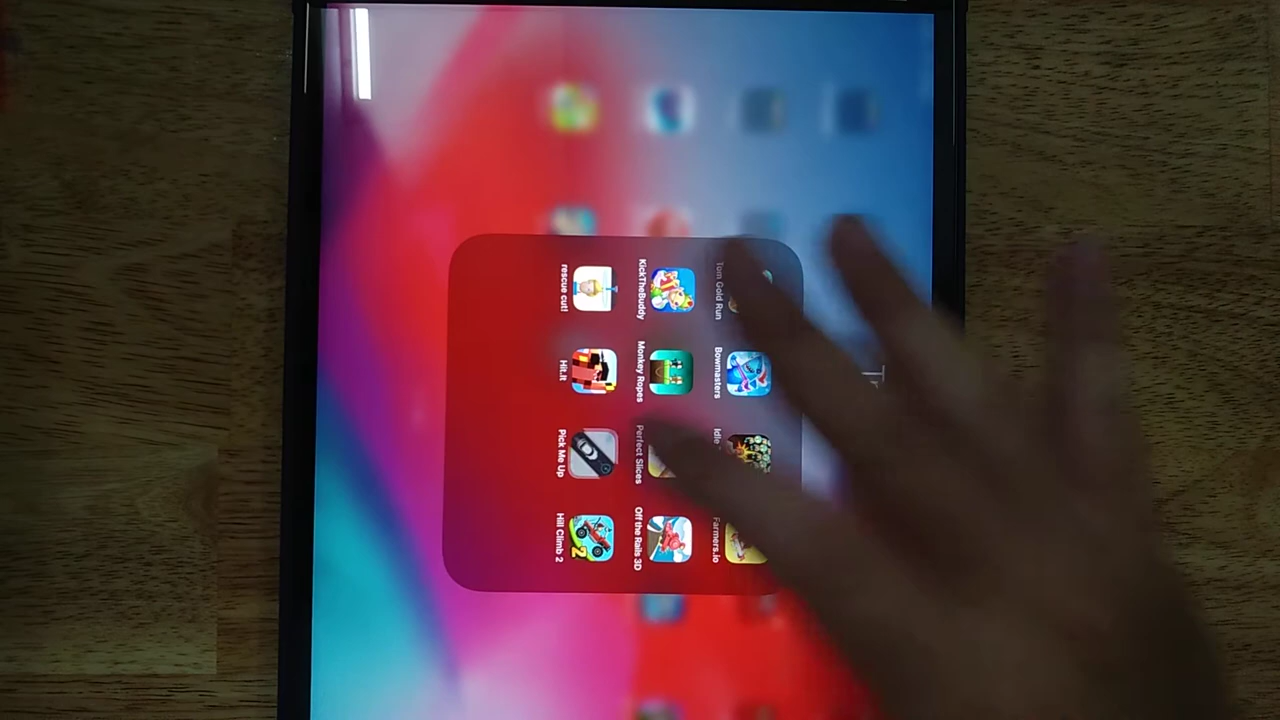 Tom Gold Run
Bowmasters
Idle
Farmers.io
KickTheBuddy
Monkey Ropes
Perfect Slices
Off the Rails 3D
rescue cut!
Hit.It
Pick Me Up
Hill Climb 2